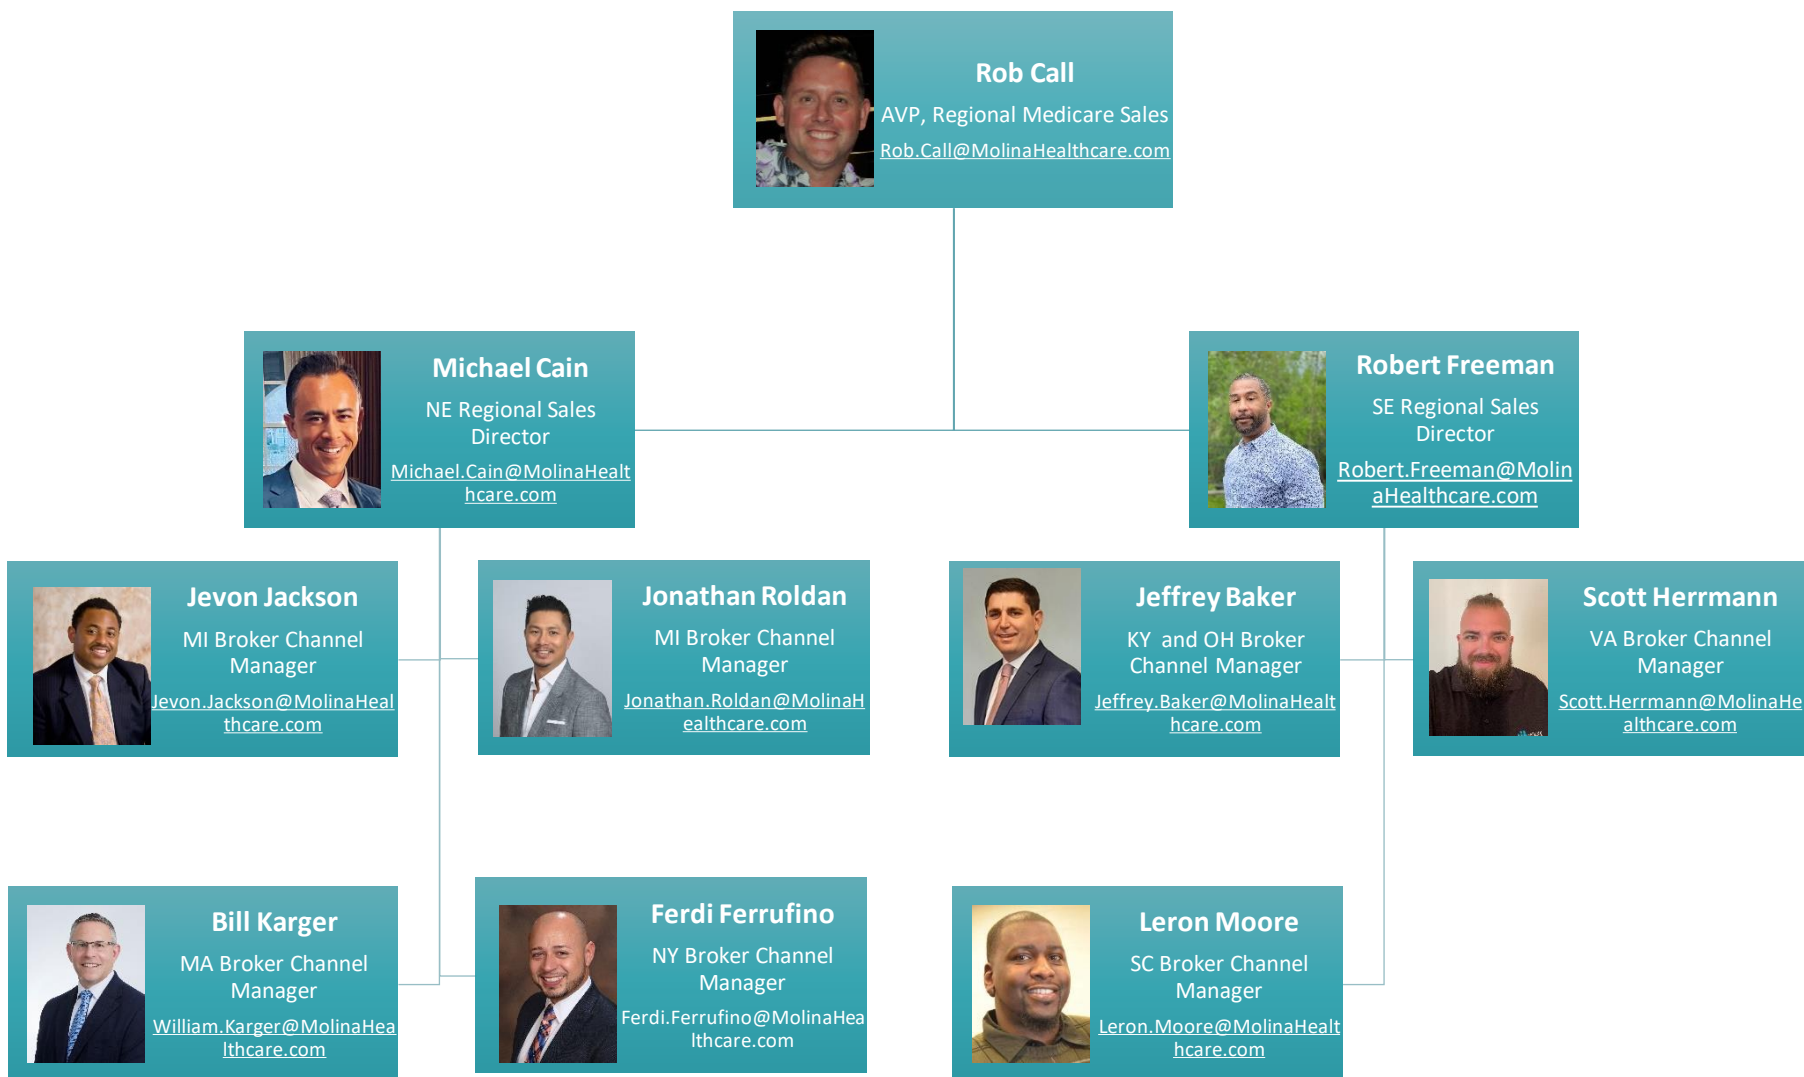 Rob Call
AVP, Regional Medicare Sales
Rob.Call@MolinaHealthcare.com
Michael Cain
NE Regional Sales
Director
Michael.Cain@MolinaHealt
hcare.com
Robert Freeman
SE Regional Sales
Director
Robert.Freeman@Molin
aHealthcare.com
Jevon Jackson
MI Broker Channel
Manager
Jevon.Jackson@MolinaHeal
thcare.com
Jonathan Roldan
MI Broker Channel
Manager
Jonathan.Roldan@MolinaH
ealthcare.com
Jeffrey Baker
KY  and OH Broker
Channel Manager
Jeffrey.Baker@MolinaHealt
hcare.com
Scott Herrmann
VA Broker Channel
Manager
Scott.Herrmann@MolinaHe
althcare.com
Bill Karger
MA Broker Channel
Manager
William.Karger@MolinaHea
lthcare.com
Ferdi Ferrufino
NY Broker Channel
Manager
Ferdi.Ferrufino@MolinaHea
lthcare.com
Leron Moore
SC Broker Channel
Manager
Leron.Moore@MolinaHealt
hcare.com